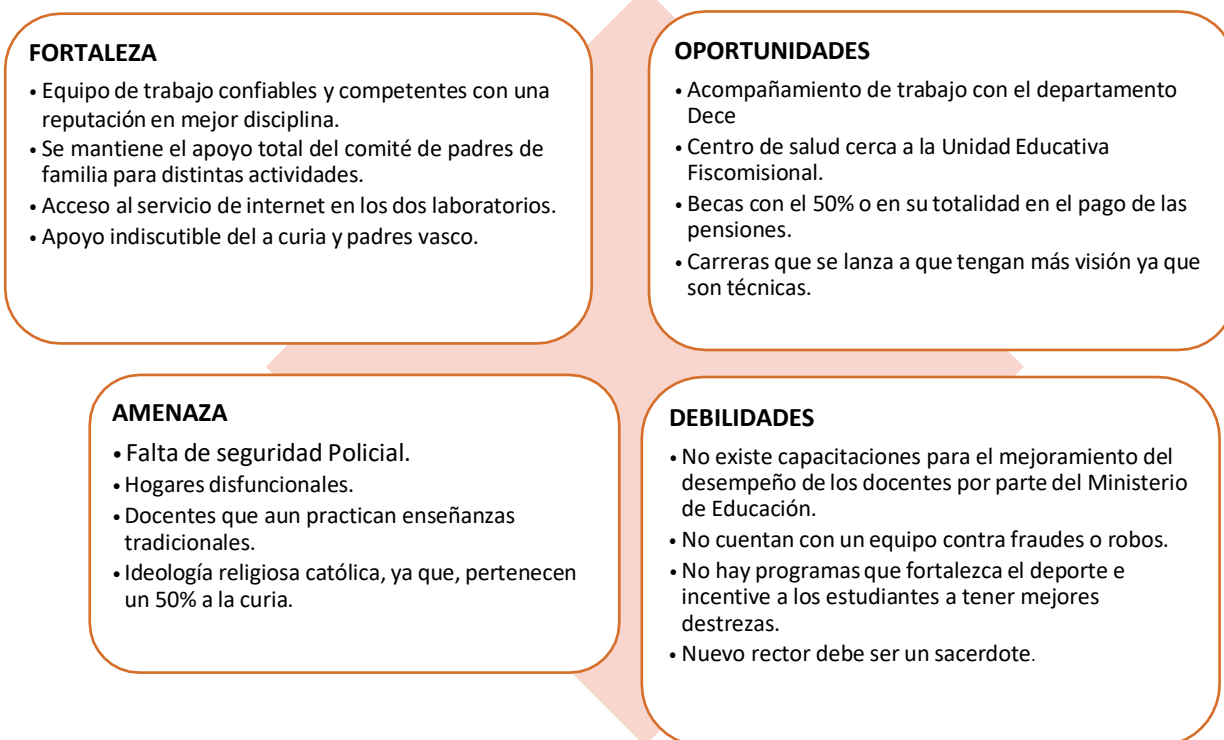 FORTALEZA
• Equipo de trabajo confiables y competentes con una
reputación en mejor disciplina.
• Se mantiene el apoyo total del comité de padres de
familia para distintas actividades.
• Acceso al servicio de internet en los dos laboratorios.
• Apoyo indiscutible del a curia y padres vasco.
OPORTUNIDADES
• Acompañamiento de trabajo con el departamento
Dece
• Centro de salud cerca a la Unidad Educativa
Fiscomisional.
• Becas con el 50% o en su totalidad en el pago de las
pensiones.
• Carreras que se lanza a que tengan más visión ya que
son técnicas.
AMENAZA
• Falta de seguridad Policial.
• Hogares disfuncionales.
• Docentes que aun practican enseñanzas
tradicionales.
• Ideología religiosa católica, ya que, pertenecen
un 50% a la curia.
DEBILIDADES
• No existe capacitaciones para el mejoramiento del
desempeño de los docentes por parte del Ministerio
de Educación.
• No cuentan con un equipo contra fraudes o robos.
• No hay programas que fortalezca el deporte e
incentive a los estudiantes a tener mejores
destrezas.
• Nuevo rector debe ser un sacerdote.